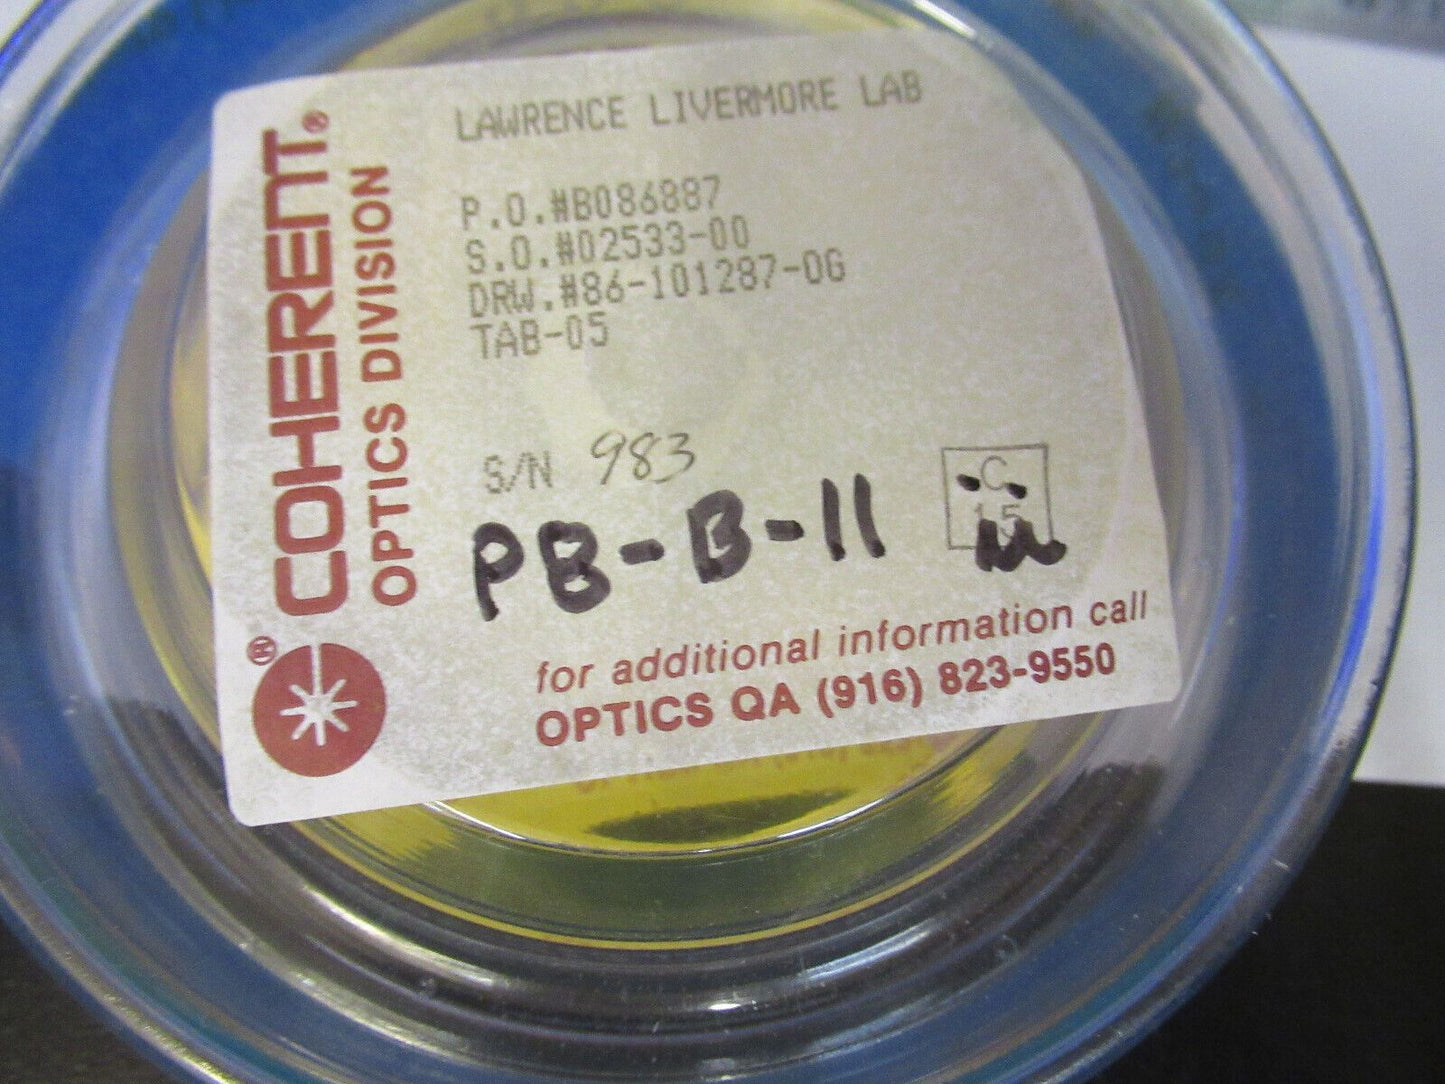 COHERENT®
OPTICS DIVISION
LAWRENCE LIVERMORE LAB
P.O.#B086887
S.O.#02533-00
DRW.#86-101287-0G
TAB-05
S/N 983
PB-B-11
C
15
for additional information call
OPTICS QA (916) 823-9550
®